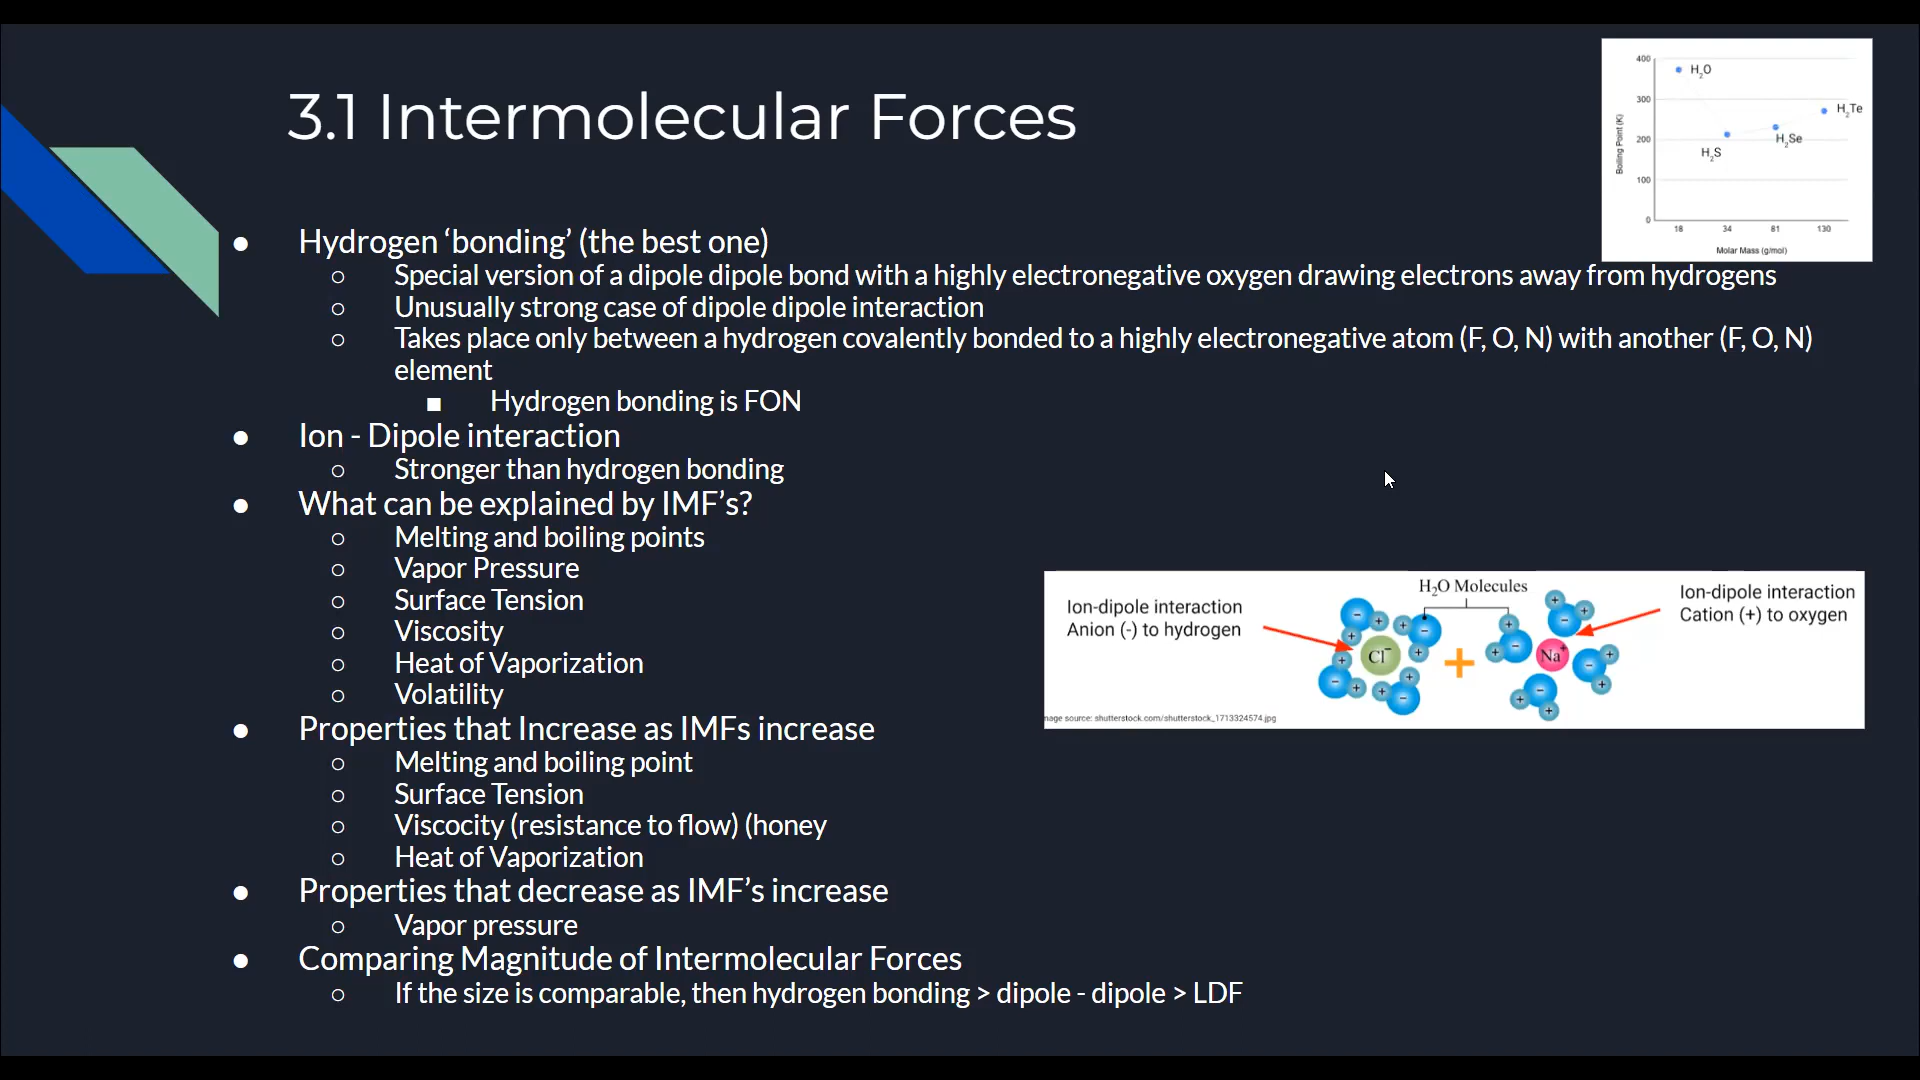 3.1 Intermolecular Forces
● Hydrogen ‘bonding’ (the best one)
○ Special version of a dipole dipole bond with a highly electronegative oxygen drawing electrons away from hydrogens
○ Unusually strong case of dipole dipole interaction
○ Takes place only between a hydrogen covalently bonded to a highly electronegative atom (F, O, N) with another (F, O, N)
element
■ Hydrogen bonding is FON
● Ion - Dipole interaction
○ Stronger than hydrogen bonding
● What can be explained by IMF’s?
○ Melting and boiling points
○ Vapor Pressure
○ Surface Tension
○ Viscosity
○ Heat of Vaporization
○ Volatility
● Properties that Increase as IMFs increase
○ Melting and boiling point
○ Surface Tension
○ Viscocity (resistance to flow) (honey
○ Heat of Vaporization
● Properties that decrease as IMF’s increase
○ Vapor pressure
● Comparing Magnitude of Intermolecular Forces
○ If the size is comparable, then hydrogen bonding > dipole - dipole > LDF
400
300
200
100
0
Boiling Point (K)
H₂O
H₂S
H₂Se
H₂Te
18 34 81 130
Molar Mass (g/mol)
H₂O Molecules
Ion-dipole interaction
Anion (-) to hydrogen
Cl⁻
+
Na⁺
Ion-dipole interaction
Cation (+) to oxygen
nage source: shutterstock.com/shutterstock_1713324574.jpg